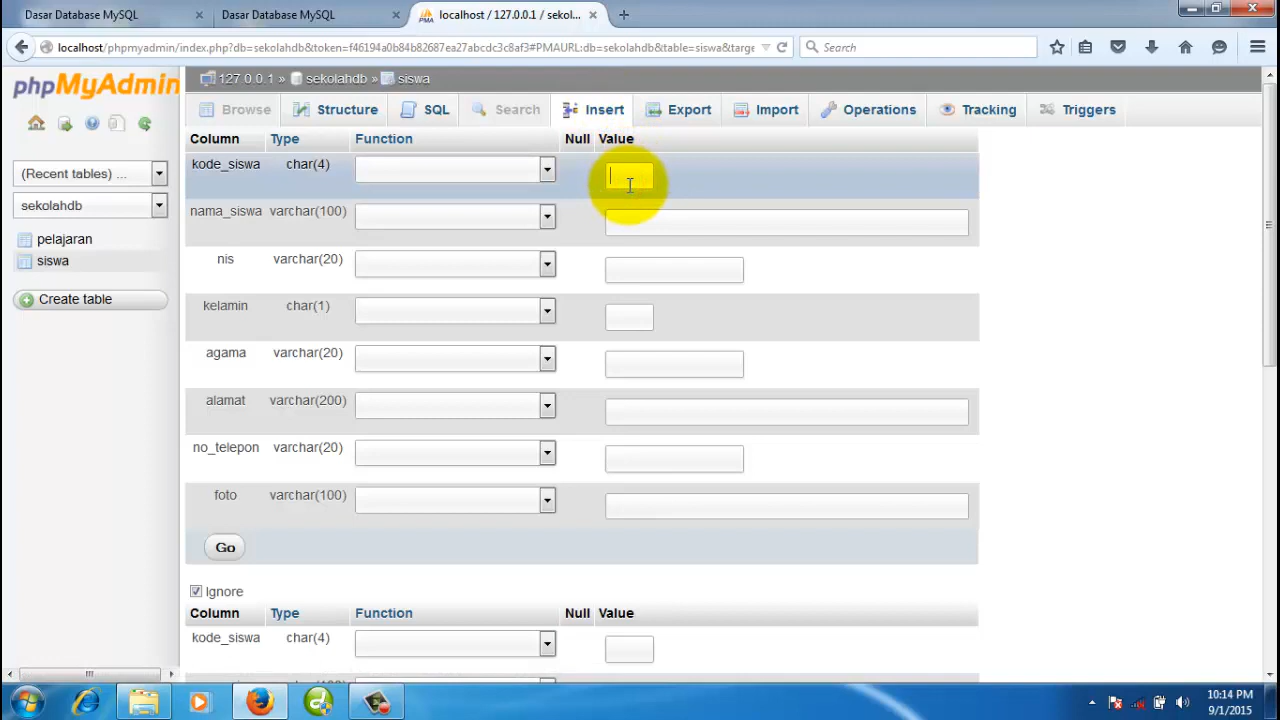 Dasar Database MySQL × Dasar Database MySQL × PMA localhost / 127.0.0.1 / sekol... × +
localhost/phpmyadmin/index.php?db=sekolahdb&token=f46194a0b84b82687ea27abcdc3c8af3#PMAURL:db=sekolahdb&table=siswa&targe
Search
phpMyAdmin
(Recent tables) ...
sekolahdb
pelajaran
siswa
Create table
127.0.0.1 » sekolahdb » siswa
Browse Structure SQL Search Insert Export Import Operations Tracking Triggers
Column Type Function Null Value
kode_siswa char(4)
nama_siswa varchar(100)
nis varchar(20)
kelamin char(1)
agama varchar(20)
alamat varchar(200)
no_telepon varchar(20)
foto varchar(100)
Go
Ignore
Column Type Function Null Value
kode_siswa char(4)
10:14 PM
9/1/2015